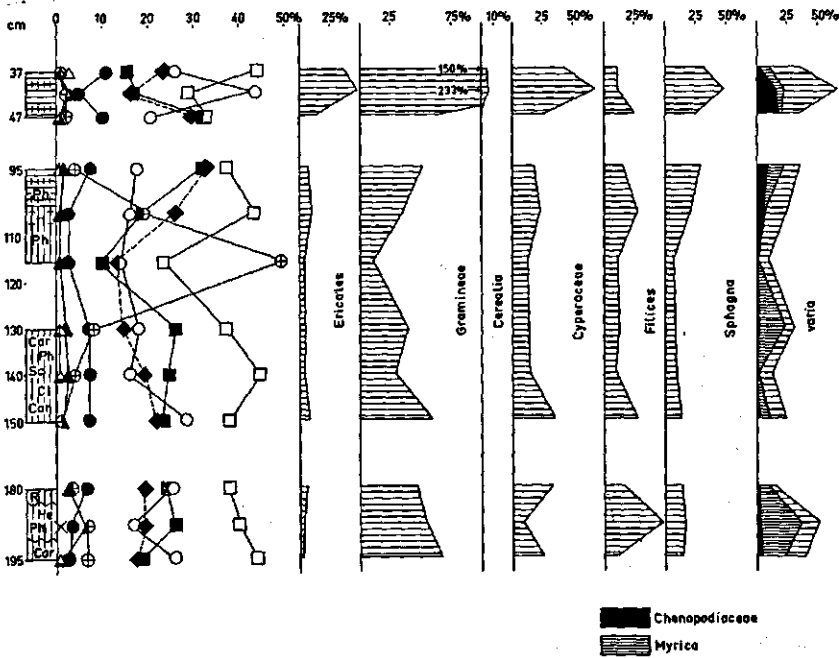 cm 0 10 20 30 40 50% 25% 25 75% 10% 25 50% 25% 25 50% 25 50%
37
150%
233%
47
95
Ph
110
Ph
120
130
Car
Ph
140
Cl
Car
150
180
He
Ph
Car
195
Ericales
Gramineae
Cerealia
Cyperaceae
Filices
Sphagna
varia
Chenopodiaceae
Myrica